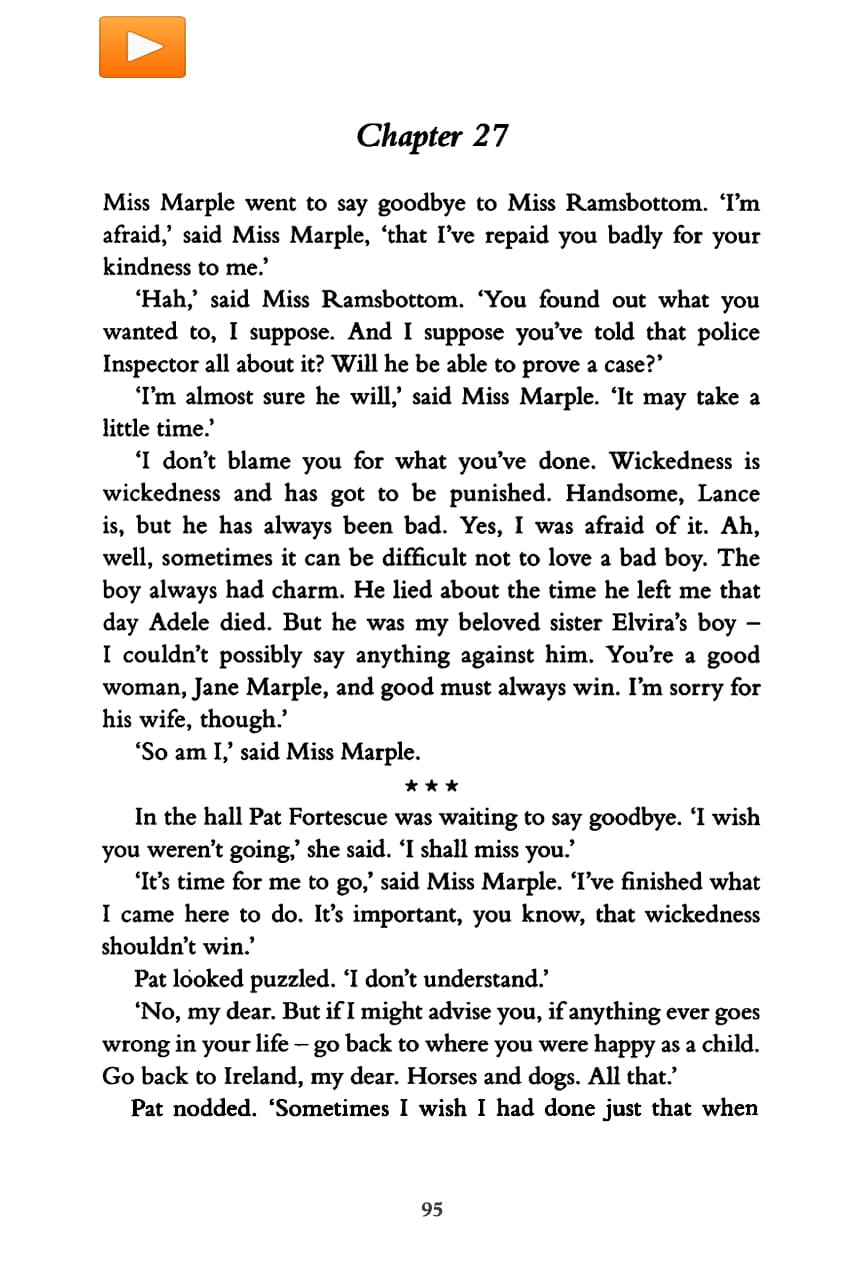 Chapter 27
Miss Marple went to say goodbye to Miss Ramsbottom. ‘I’m
afraid,’ said Miss Marple, ‘that I’ve repaid you badly for your
kindness to me.’
‘Hah,’ said Miss Ramsbottom. ‘You found out what you
wanted to, I suppose. And I suppose you’ve told that police
Inspector all about it? Will he be able to prove a case?’
‘I’m almost sure he will,’ said Miss Marple. ‘It may take a
little time.’
‘I don’t blame you for what you’ve done. Wickedness is
wickedness and has got to be punished. Handsome, Lance
is, but he has always been bad. Yes, I was afraid of it. Ah,
well, sometimes it can be difficult not to love a bad boy. The
boy always had charm. He lied about the time he left me that
day Adele died. But he was my beloved sister Elvira’s boy –
I couldn’t possibly say anything against him. You’re a good
woman, Jane Marple, and good must always win. I’m sorry for
his wife, though.’
‘So am I,’ said Miss Marple.
★ ★ ★
In the hall Pat Fortescue was waiting to say goodbye. ‘I wish
you weren’t going,’ she said. ‘I shall miss you.’
‘It’s time for me to go,’ said Miss Marple. ‘I’ve finished what
I came here to do. It’s important, you know, that wickedness
shouldn’t win.’
Pat looked puzzled. ‘I don’t understand.’
‘No, my dear. But if I might advise you, if anything ever goes
wrong in your life – go back to where you were happy as a child.
Go back to Ireland, my dear. Horses and dogs. All that.’
Pat nodded. ‘Sometimes I wish I had done just that when
95